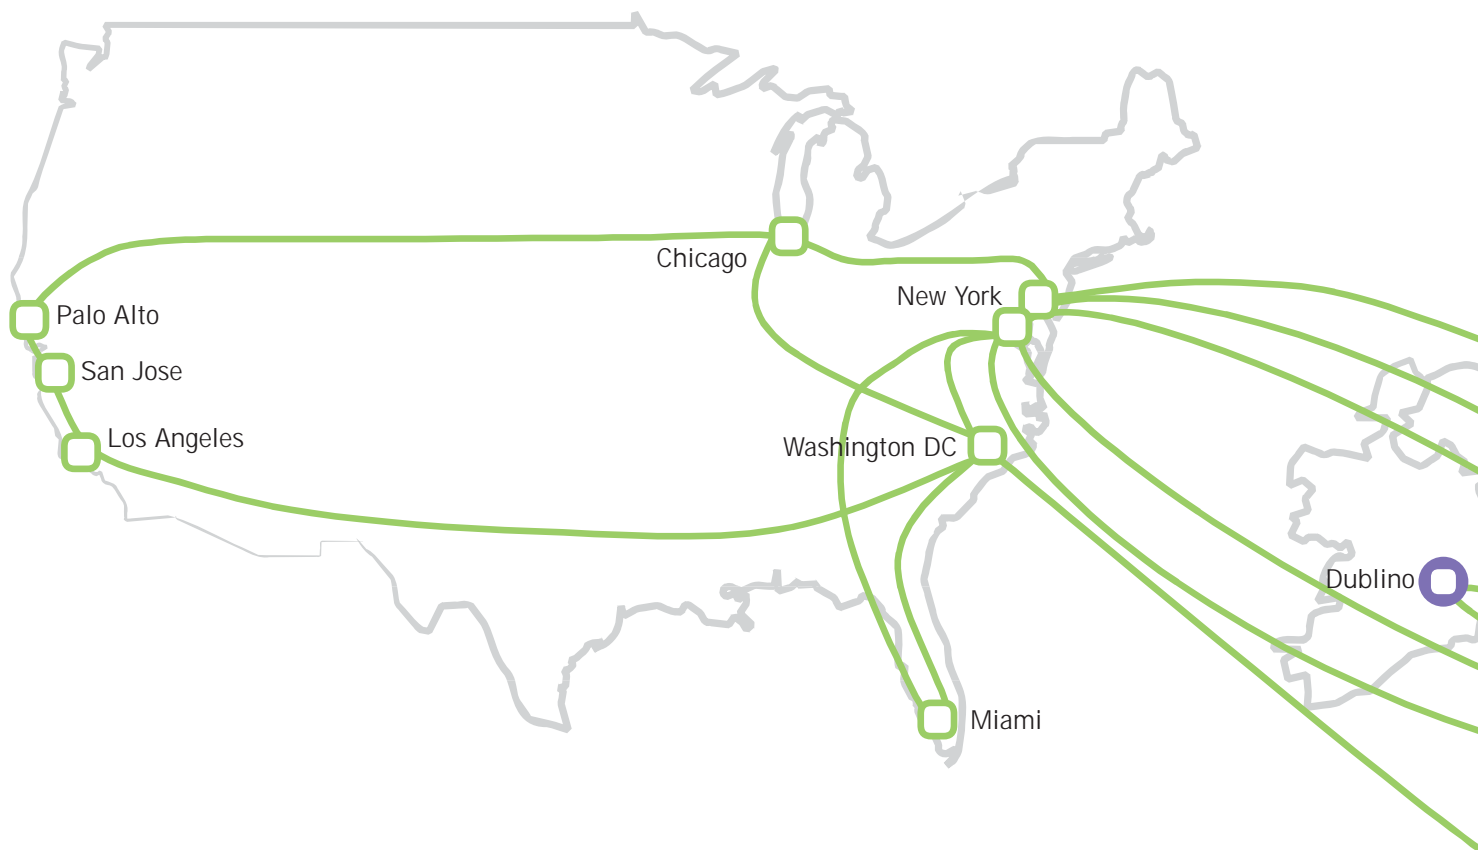 Chicago
New York
Palo Alto
San Jose
Los Angeles
Washington DC
Dublino
Miami